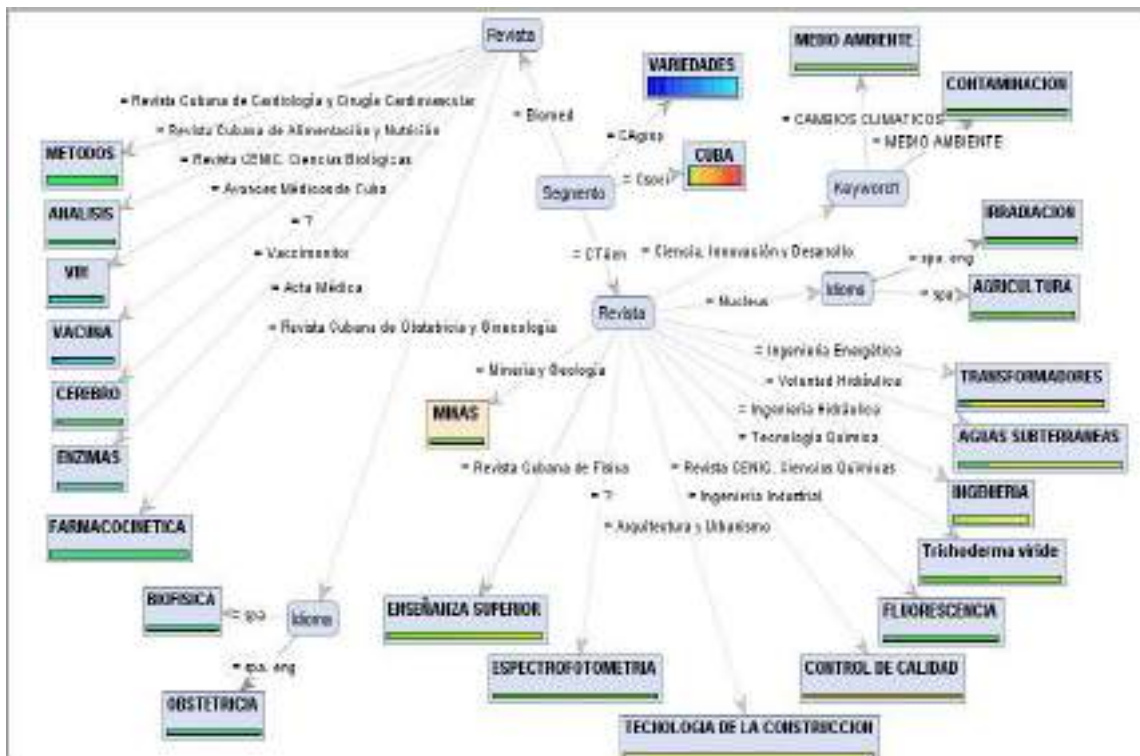 Revista
MEDIO AMBIENTE
VARIEDADES
CONTAMINACION
= Revista Cubana de Cardiología y Cirugía Cardiovascular
= Biomed
= CAMBIOS CLIMATICOS
= Revista Cubana de Alimentación y Nutrición
= MEDIO AMBIENTE
METODOS
= Revista CENIC. Ciencias Biológicas
CUBA
= Avances Médicos de Cuba
Segmento
ANALISIS
= ?
IRRADIACION
= Vaccimonitor
= Ciencia, Innovación y Desarrollo
= spa, eng
VIH
= Acta Médica
= Nucleus
Idioma
= spa
AGRICULTURA
Revista
VACUNA
= Revista Cubana de Obstetricia y Ginecología
= Ingeniería Energética
= Minería y Geología
= Voluntad Hidráulica
TRANSFORMADORES
CEREBRO
MINAS
= Ingeniería Hidráulica
= Tecnología Química
AGUAS SUBTERRANEAS
ENZIMAS
= Revista Cubana de Física
= Revista CENIC. Ciencias Químicas
= ?
= Ingeniería Industrial
INGENIERIA
FARMACOCINETICA
= Arquitectura y Urbanismo
Trichoderma viride
BIOFISICA
= spa
Idioma
ENSEÑANZA SUPERIOR
FLUORESCENCIA
= spa, eng
ESPECTROFOTOMETRIA
CONTROL DE CALIDAD
OBSTETRICIA
TECNOLOGIA DE LA CONSTRUCCION